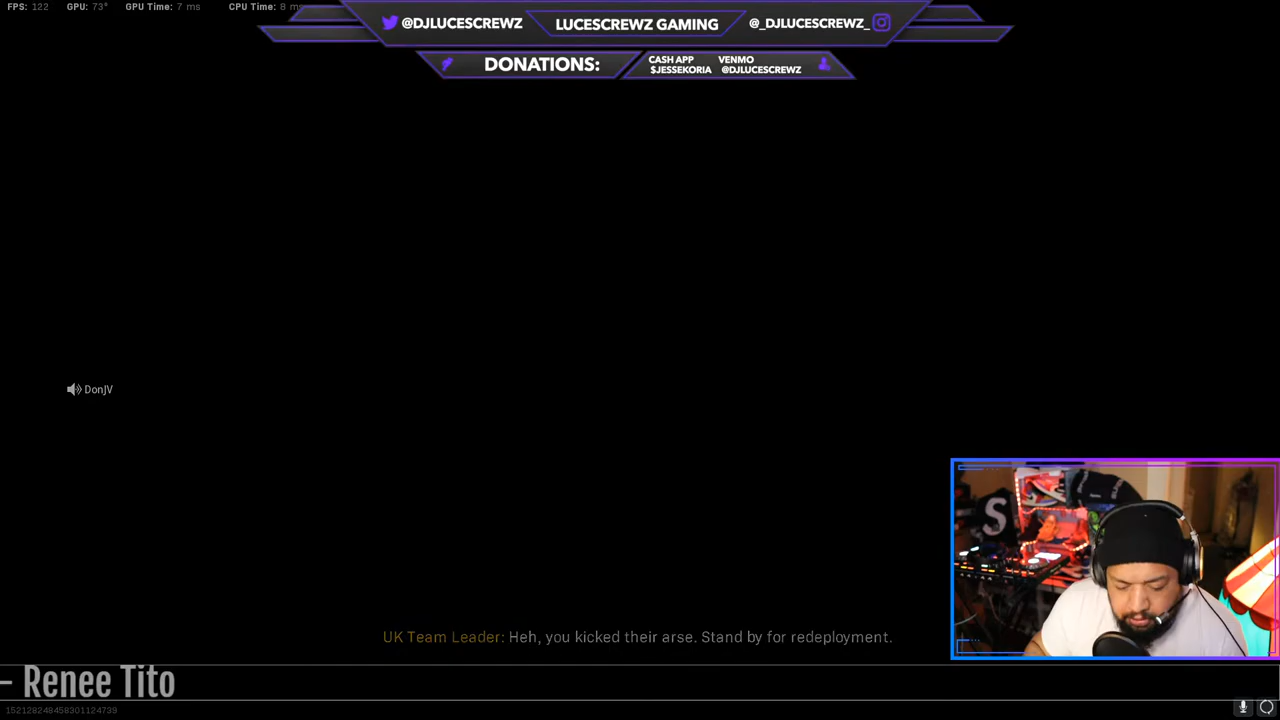 FPS: 122 GPU: 73° GPU Time: 7 ms CPU Time: 8 ms
@DJLUCESCREWZ
LUCESCREWZ GAMING
@_DJLUCESCREWZ_
DONATIONS:
CASH APP VENMO
$JESSEKORIA @DJLUCESCREWZ
DonJV
S
UK Team Leader: Heh, you kicked their arse. Stand by for redeployment.
– Renee Tito
152128248458301124739